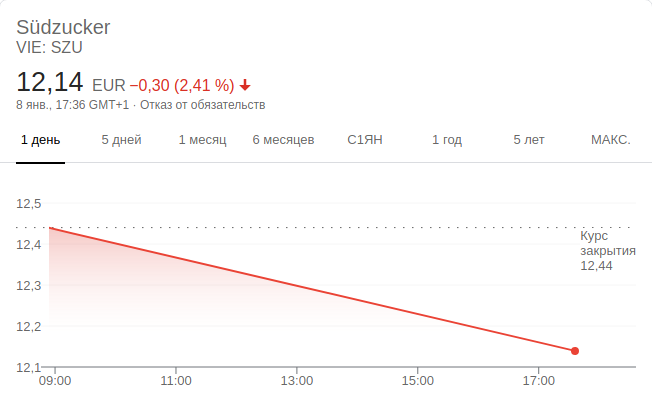 Südzucker
VIE: SZU
12,14 EUR −0,30 (2,41 %)
8 янв., 17:36 GMT+1 · Отказ от обязательств
1 день 5 дней 1 месяц 6 месяцев С1ЯН 1 год 5 лет МАКС.
12,5
12,4
12,3
12,2
12,1
Курс
закрытия
12,44
09:00 11:00 13:00 15:00 17:00